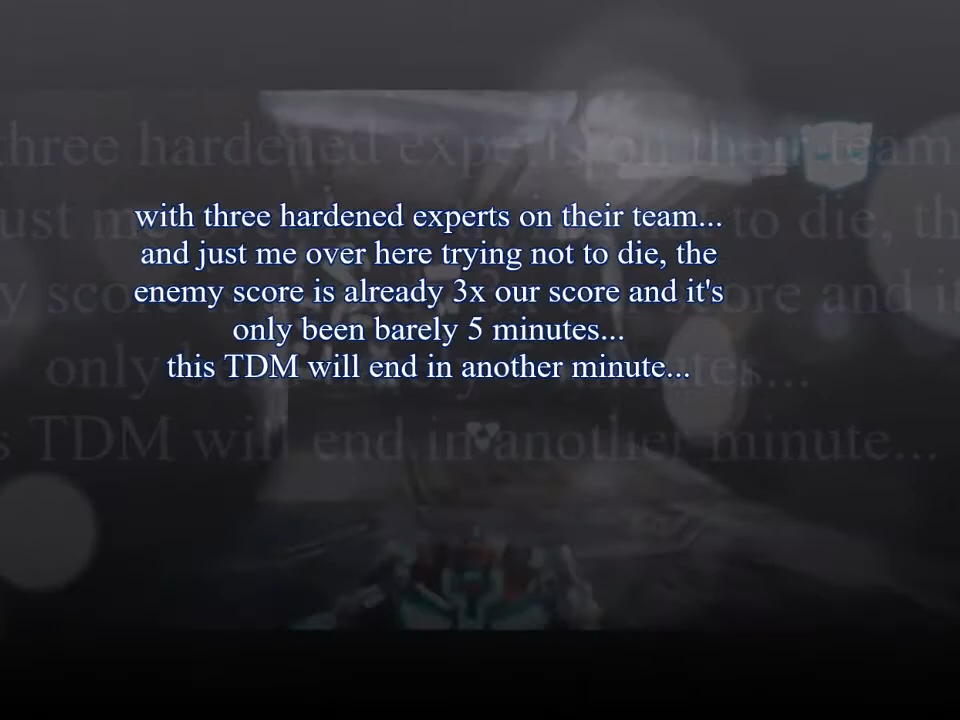 with three hardened experts on their team...
and just me over here trying not to die, the
enemy score is already 3x our score and it's
only been barely 5 minutes...
this TDM will end in another minute...